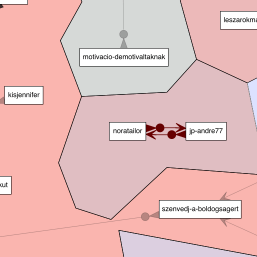 leszarokma
motivacio-demotivaltaknak
kisjennifer
noratailor
jp-andre77
kut
szenvedj-a-boldogsagert